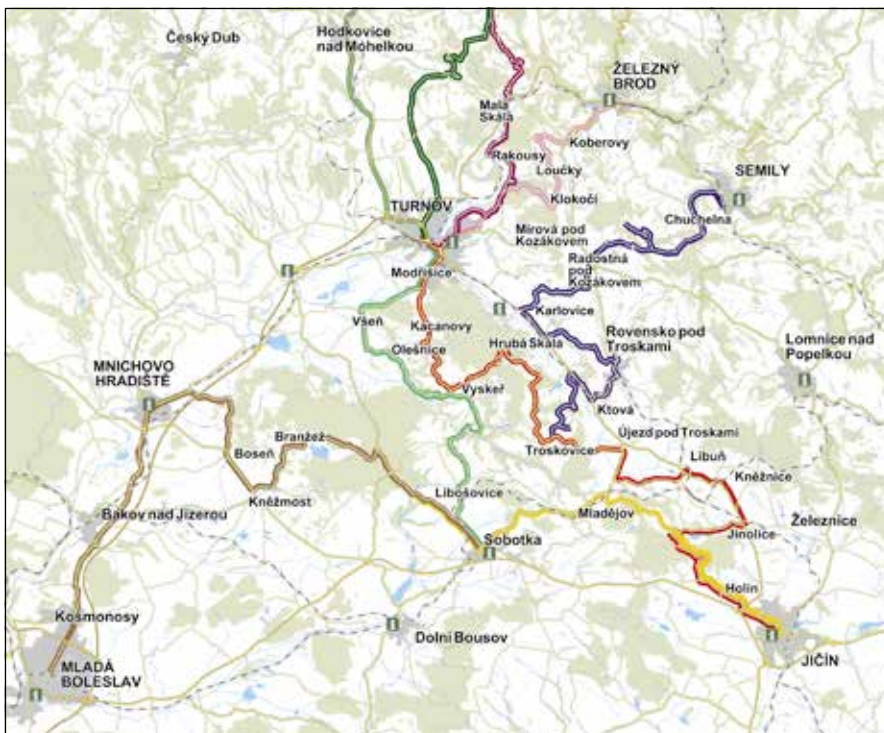 Český Dub
Hodkovice
nad Mohelkou
ŽELEZNÝ
BROD
Malá
Skála
Koberovy
Rakousy
Loučky
SEMILY
Klokočí
TURNOV
Chuchelna
Mírová pod
Kozákovem
Modřišice
Radostná
pod
Kozákovem
Všeň
Kacanovy
Karlovice
Rovensko pod
Troskami
Olešnice
Hrubá Skála
Lomnice nad
Popelkou
MNICHOVO
HRADIŠTĚ
Vyskeř
Ktová
Branžež
Troskovice
Újezd pod Troskami
Boseň
Libuň
Kněžnice
Kněžmost
Libošovice
Bakov nad Jizerou
Mladějov
Železnice
Sobotka
Jinolice
Holín
Kosmonosy
Dolní Bousov
JIČÍN
MLADÁ
BOLESLAV